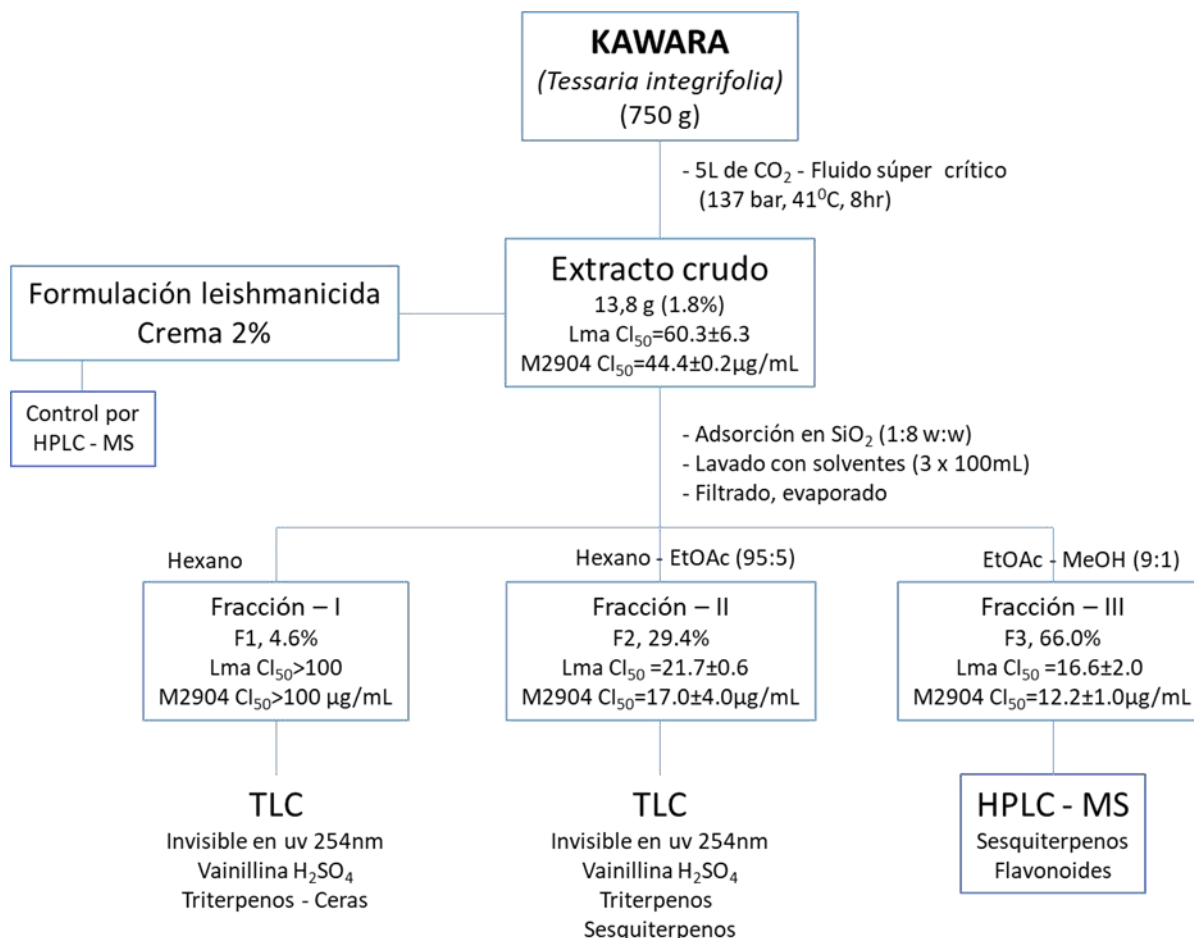 KAWARA
(Tessaria integrifolia)
(750 g)
- 5L de CO₂ - Fluido súper crítico
(137 bar, 41⁰C, 8hr)
Extracto crudo
13,8 g (1.8%)
Lma CI₅₀=60.3±6.3
M2904 CI₅₀=44.4±0.2µg/mL
Formulación leishmanicida
Crema 2%
Control por
HPLC - MS
- Adsorción en SiO₂ (1:8 w:w)
- Lavado con solventes (3 x 100mL)
- Filtrado, evaporado
Hexano
Fracción – I
F1, 4.6%
Lma CI₅₀>100
M2904 CI₅₀>100 µg/mL
TLC
Invisible en uv 254nm
Vainillina H₂SO₄
Triterpenos - Ceras
Hexano - EtOAc (95:5)
Fracción – II
F2, 29.4%
Lma CI₅₀ =21.7±0.6
M2904 CI₅₀=17.0±4.0µg/mL
TLC
Invisible en uv 254nm
Vainillina H₂SO₄
Triterpenos
Sesquiterpenos
EtOAc - MeOH (9:1)
Fracción – III
F3, 66.0%
Lma CI₅₀ =16.6±2.0
M2904 CI₅₀=12.2±1.0µg/mL
HPLC - MS
Sesquiterpenos
Flavonoides